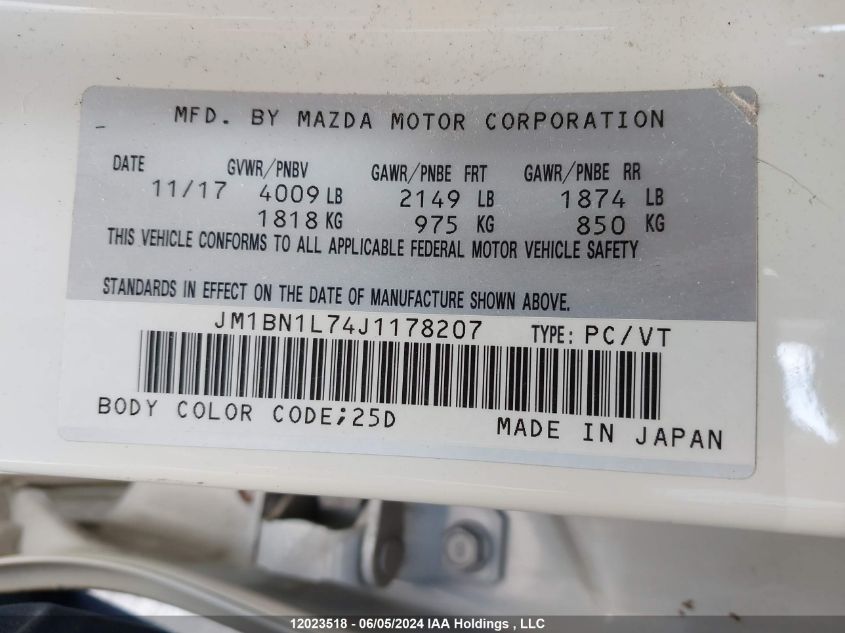 MFD. BY MAZDA MOTOR CORPORATION
DATE GVWR/PNBV GAWR/PNBE FRT GAWR/PNBE RR
11/17 4009 LB 2149 LB 1874 LB
1818 KG 975 KG 850 KG
THIS VEHICLE CONFORMS TO ALL APPLICABLE FEDERAL MOTOR VEHICLE SAFETY
STANDARDS IN EFFECT ON THE DATE OF MANUFACTURE SHOWN ABOVE.
JM1BN1L74J1178207 TYPE: PC/VT
BODY COLOR CODE;25D MADE IN JAPAN
12023518 - 06/05/2024 IAA Holdings , LLC